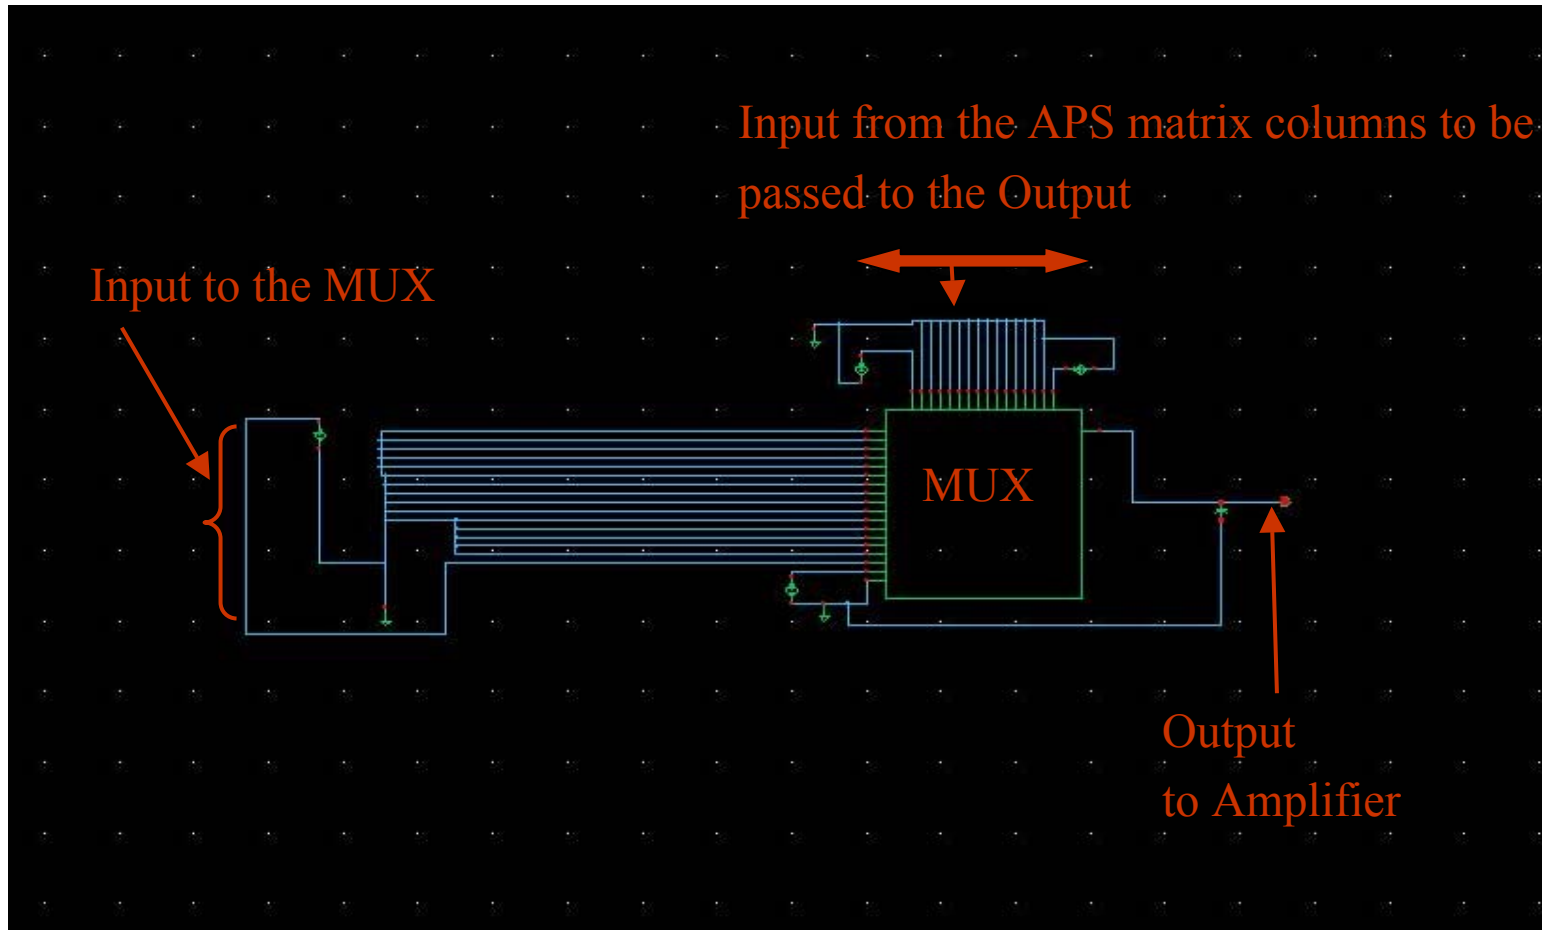 Input from the APS matrix columns to be
passed to the Output
Input to the MUX
MUX
Output
to Amplifier